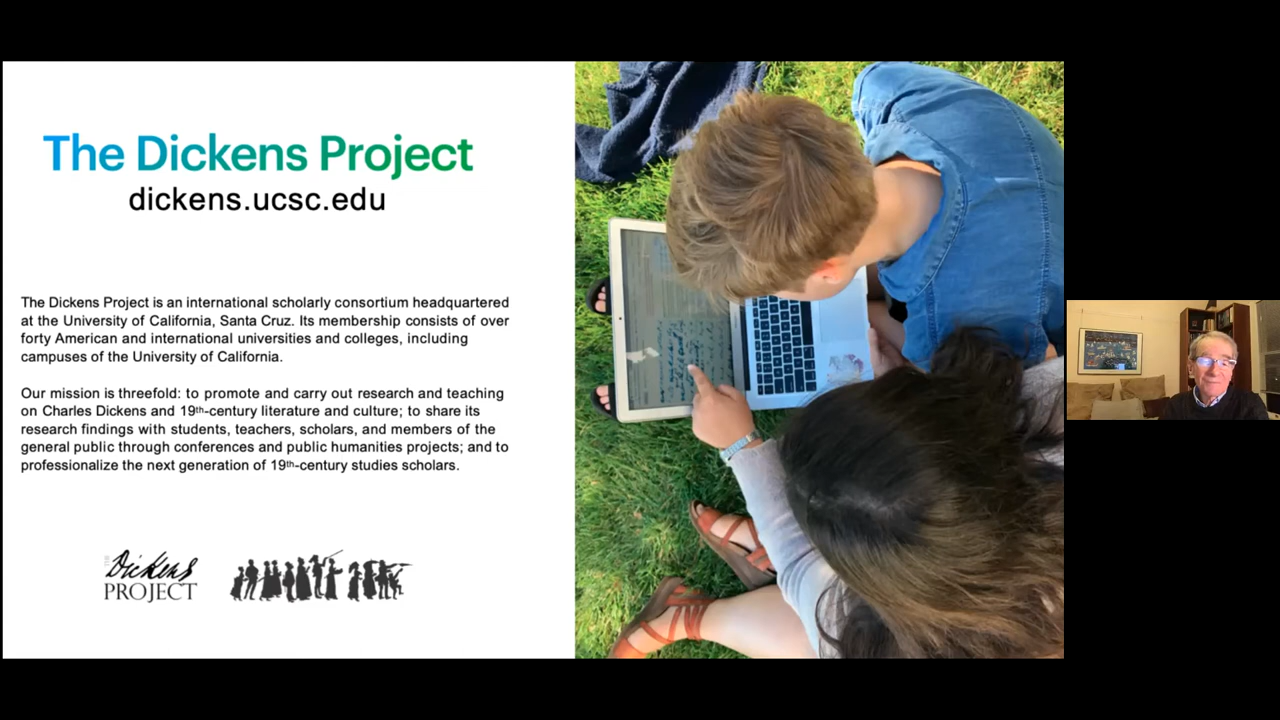 The Dickens Project
dickens.ucsc.edu
The Dickens Project is an international scholarly consortium headquartered
at the University of California, Santa Cruz. Its membership consists of over
forty American and international universities and colleges, including
campuses of the University of California.
Our mission is threefold: to promote and carry out research and teaching
on Charles Dickens and 19th-century literature and culture; to share its
research findings with students, teachers, scholars, and members of the
general public through conferences and public humanities projects; and to
professionalize the next generation of 19th-century studies scholars.
THE Dickens
PROJECT